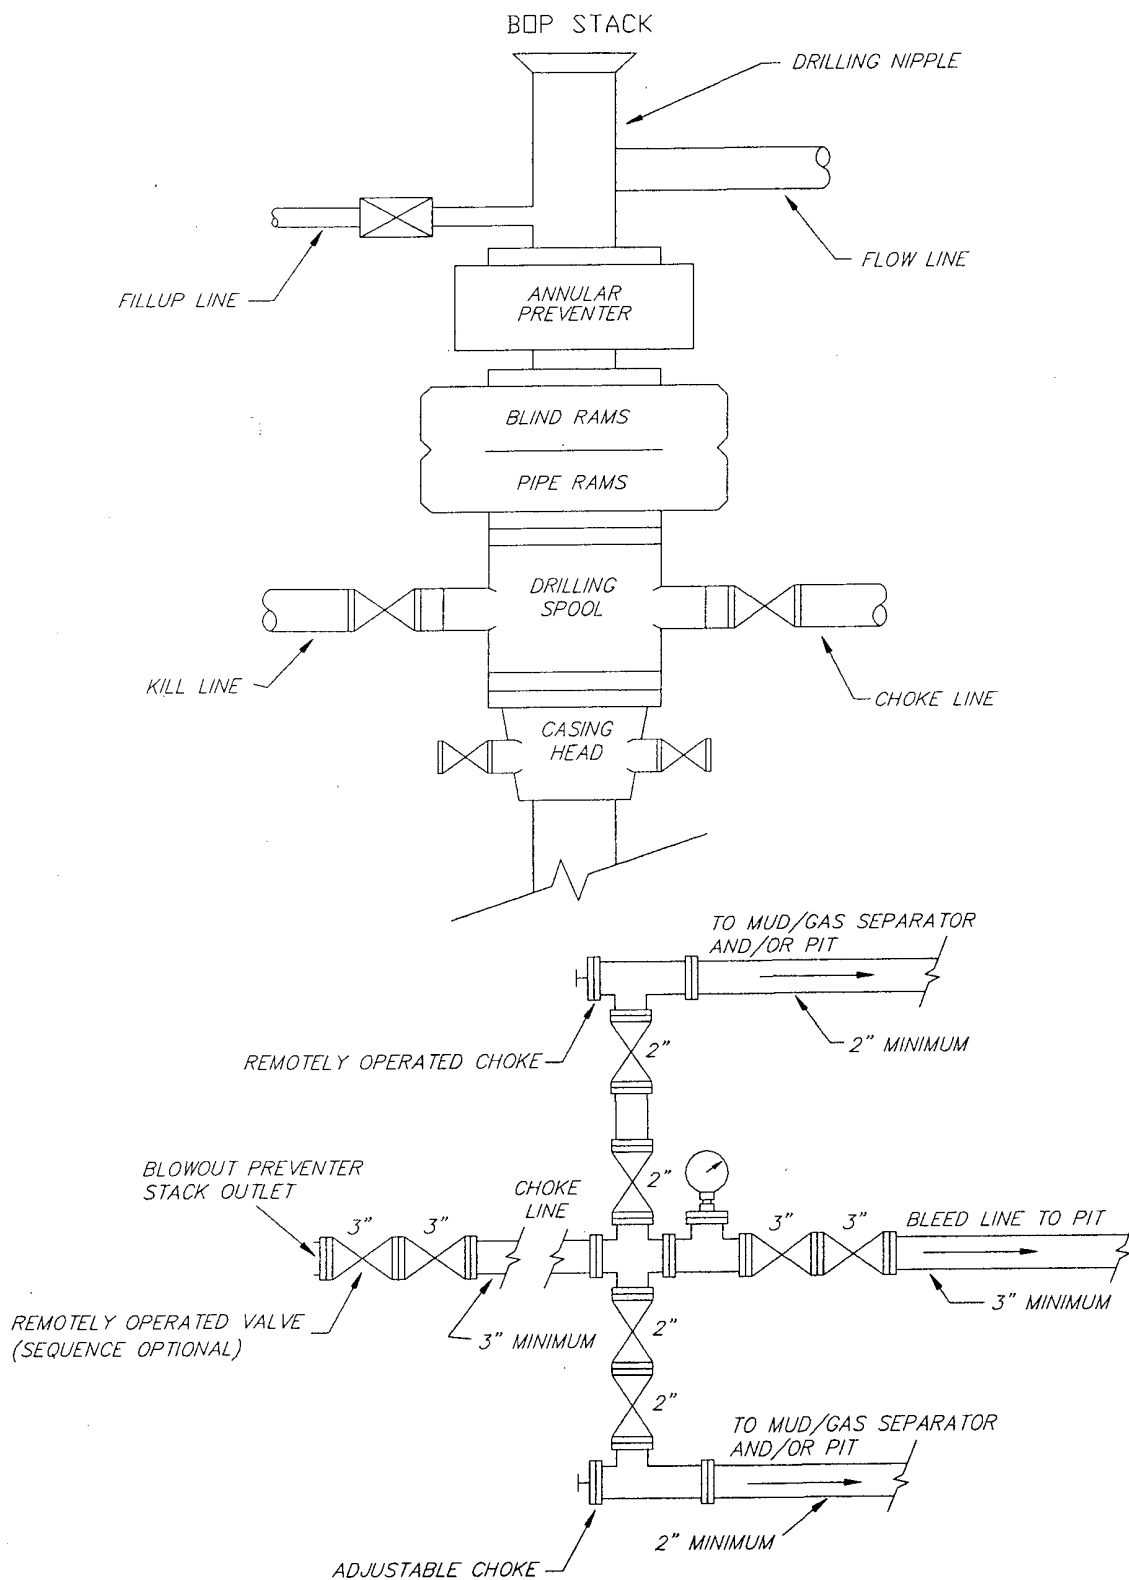 BOP STACK
DRILLING NIPPLE
FLOW LINE
FILLUP LINE
ANNULAR
PREVENTER
BLIND RAMS
PIPE RAMS
DRILLING
SPOOL
KILL LINE
CHOKE LINE
CASING
HEAD
TO MUD/GAS SEPARATOR
AND/OR PIT
2" MINIMUM
REMOTELY OPERATED CHOKE
2"
BLOWOUT PREVENTER
STACK OUTLET
2"
CHOKE
LINE
3"
3"
3"
3"
BLEED LINE TO PIT
REMOTELY OPERATED VALVE
(SEQUENCE OPTIONAL)
3" MINIMUM
3" MINIMUM
2"
2"
TO MUD/GAS SEPARATOR
AND/OR PIT
2" MINIMUM
ADJUSTABLE CHOKE